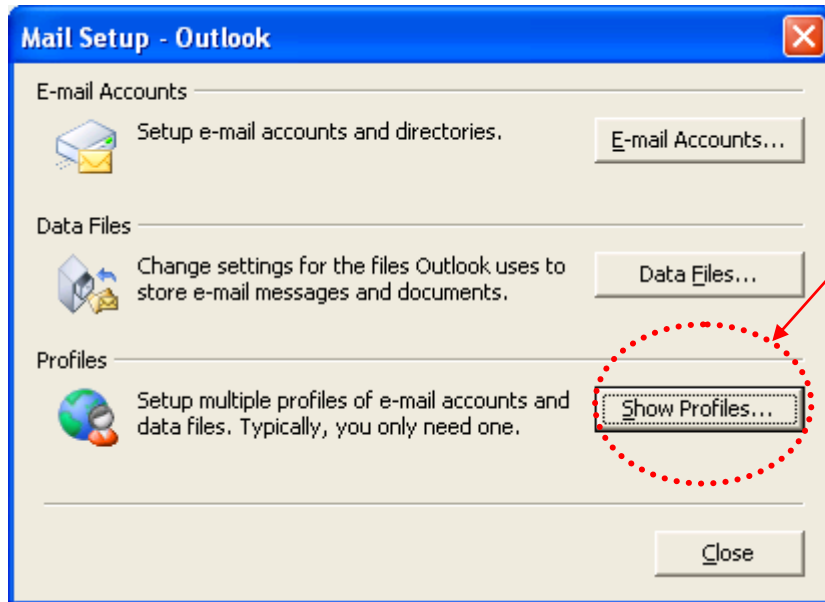 Mail Setup - Outlook
E-mail Accounts
Setup e-mail accounts and directories.
E-mail Accounts...
Data Files
Change settings for the files Outlook uses to
store e-mail messages and documents.
Data Files...
Profiles
Setup multiple profiles of e-mail accounts and
data files. Typically, you only need one.
Show Profiles...
Close